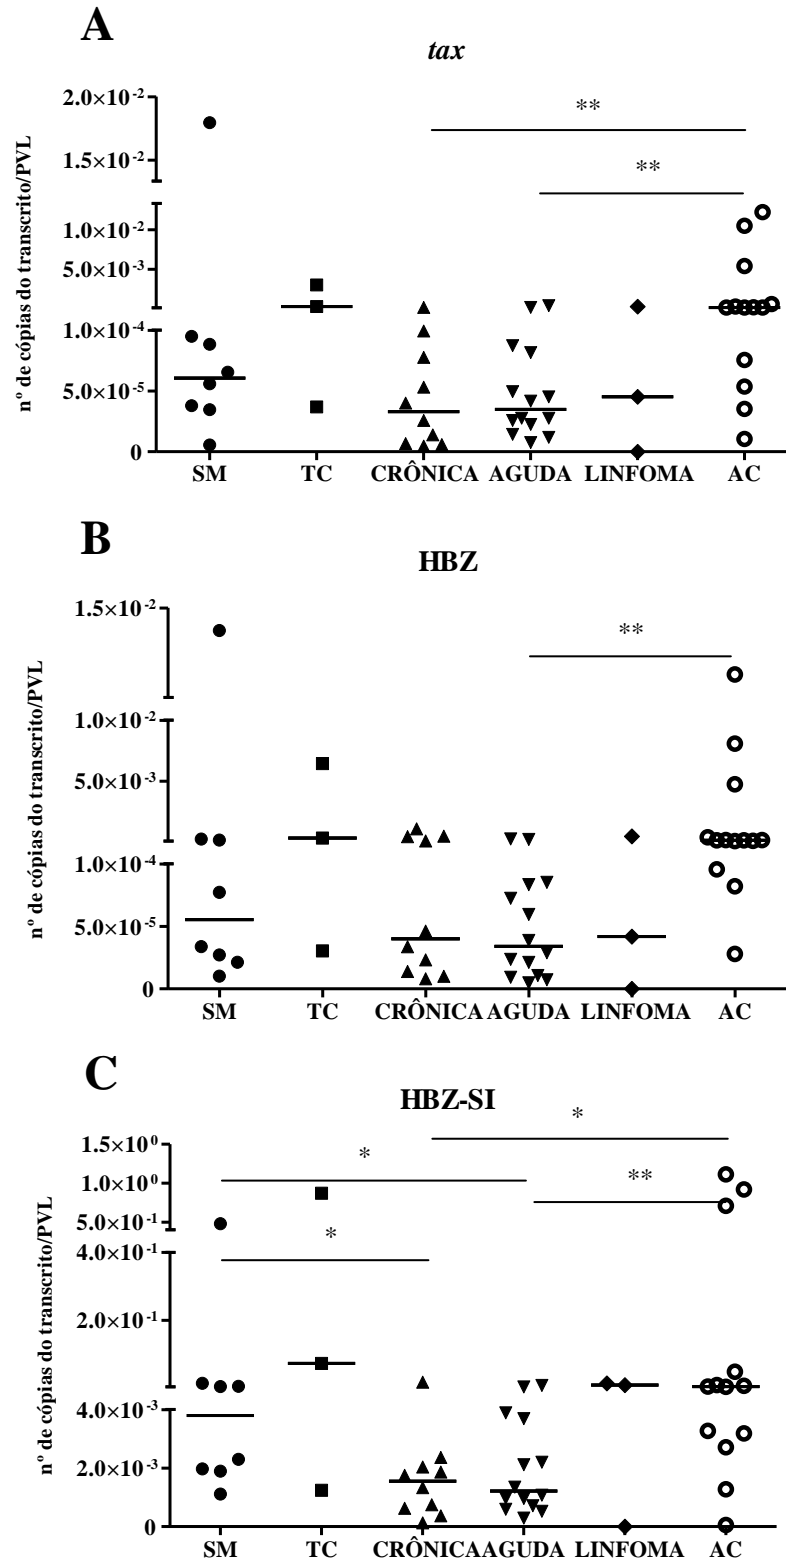 A
tax
nº de cópias do transcrito/PVL
2.0×10⁻²
**
1.5×10⁻²
**
1.0×10⁻²
5.0×10⁻³
1.0×10⁻⁴
5.0×10⁻⁵
0
SM TC CRÔNICA AGUDA LINFOMA AC
B
HBZ
nº de cópias do transcrito/PVL
1.5×10⁻²
**
1.0×10⁻²
5.0×10⁻³
1.0×10⁻⁴
5.0×10⁻⁵
0
SM TC CRÔNICA AGUDA LINFOMA AC
C
HBZ-SI
nº de cópias do transcrito/PVL
*
1.5×10⁰
*
1.0×10⁰
**
5.0×10⁻¹
*
4.0×10⁻¹
2.0×10⁻¹
4.0×10⁻³
2.0×10⁻³
0
SM TC CRÔNICA AGUDA LINFOMA AC